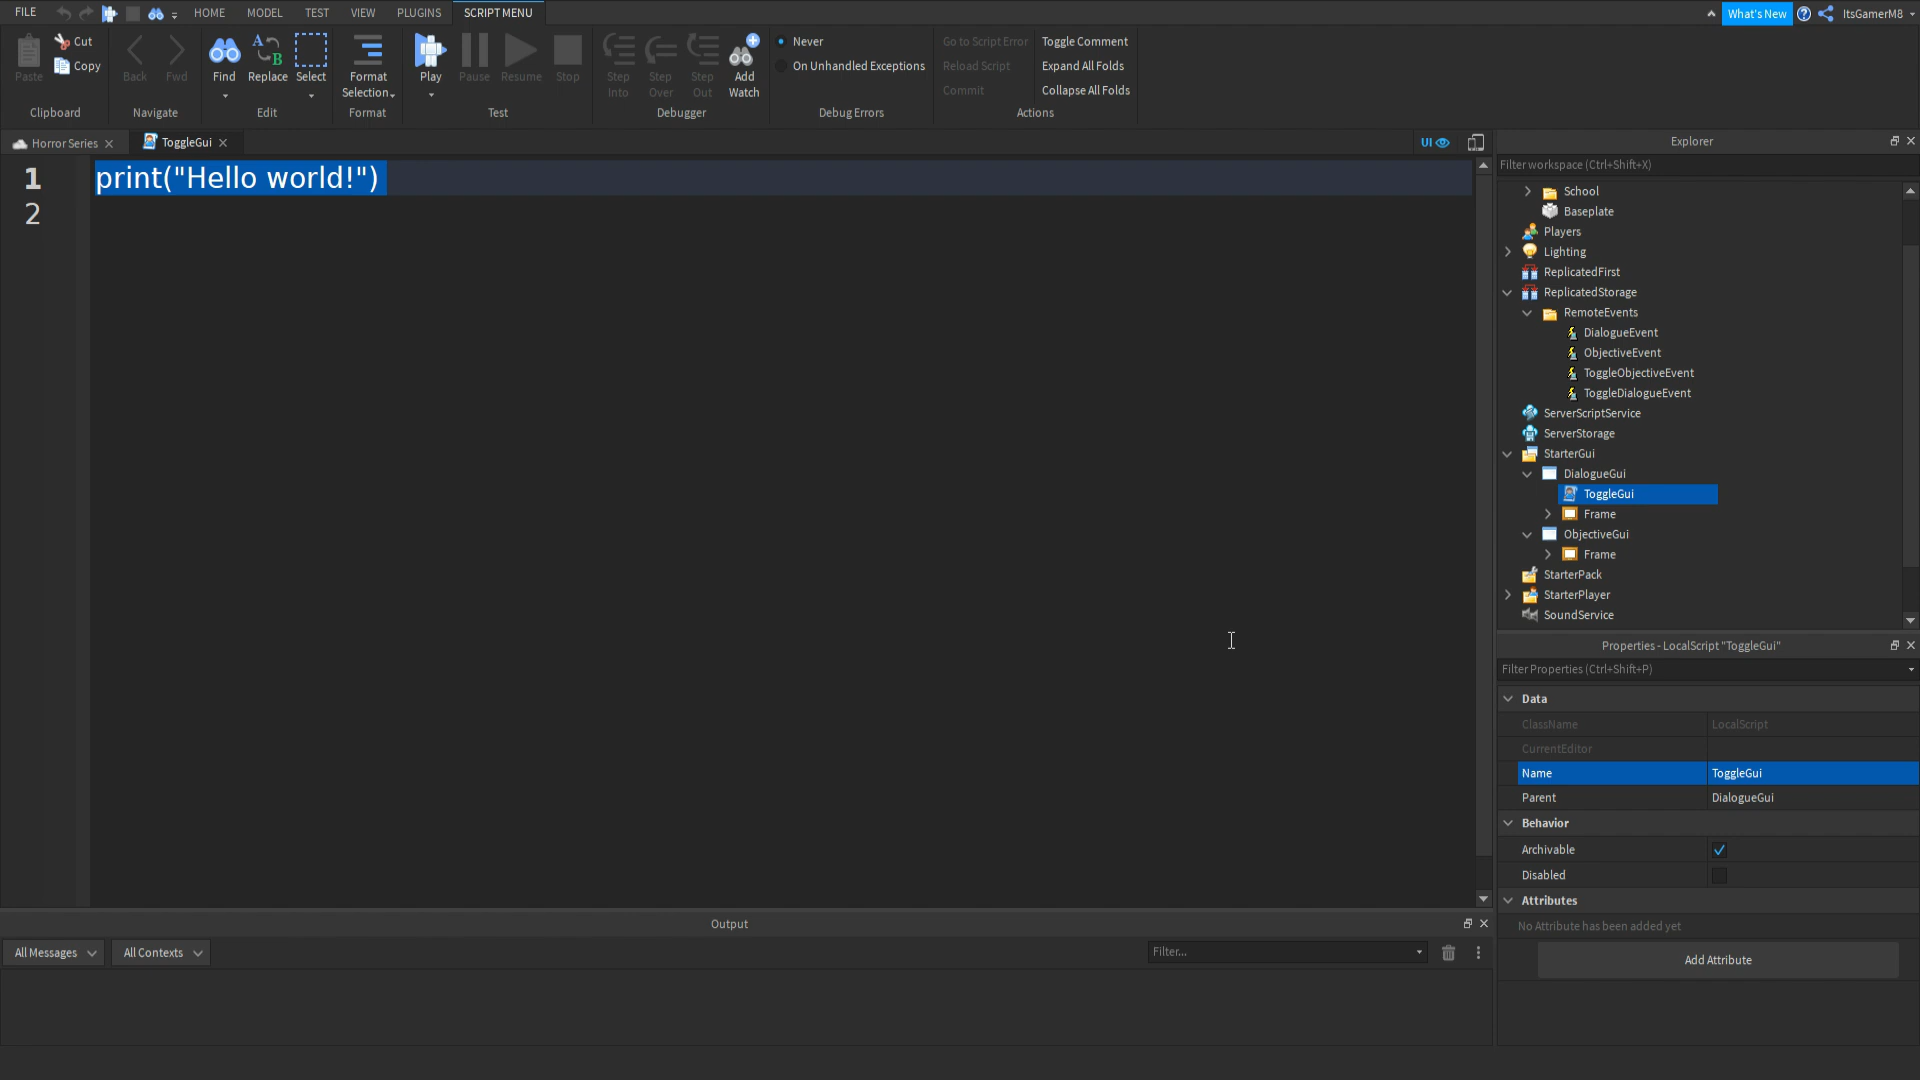 FILE HOME MODEL TEST VIEW PLUGINS SCRIPT MENU What's New ItsGamerM8
Paste Cut Copy Clipboard
Back Fwd Navigate
Find Replace Select Edit
Format Selection Format
Play Pause Resume Stop Test
Step Into Step Over Step Out Add Watch Debugger
Never
On Unhandled Exceptions
Debug Errors
Go to Script Error Toggle Comment
Reload Script Expand All Folds
Commit Collapse All Folds
Actions
Horror Series ToggleGui UI
1 print("Hello world!")
2
Explorer
Filter workspace (Ctrl+Shift+X)
School
Baseplate
Players
Lighting
ReplicatedFirst
ReplicatedStorage
RemoteEvents
DialogueEvent
ObjectiveEvent
ToggleObjectiveEvent
ToggleDialogueEvent
ServerScriptService
ServerStorage
StarterGui
DialogueGui
ToggleGui
Frame
ObjectiveGui
Frame
StarterPack
StarterPlayer
SoundService
Properties - LocalScript "ToggleGui"
Filter Properties (Ctrl+Shift+P)
Data
ClassName LocalScript
CurrentEditor
Name ToggleGui
Parent DialogueGui
Behavior
Archivable
Disabled
Attributes
No Attribute has been added yet
Add Attribute
Output
All Messages All Contexts Filter...